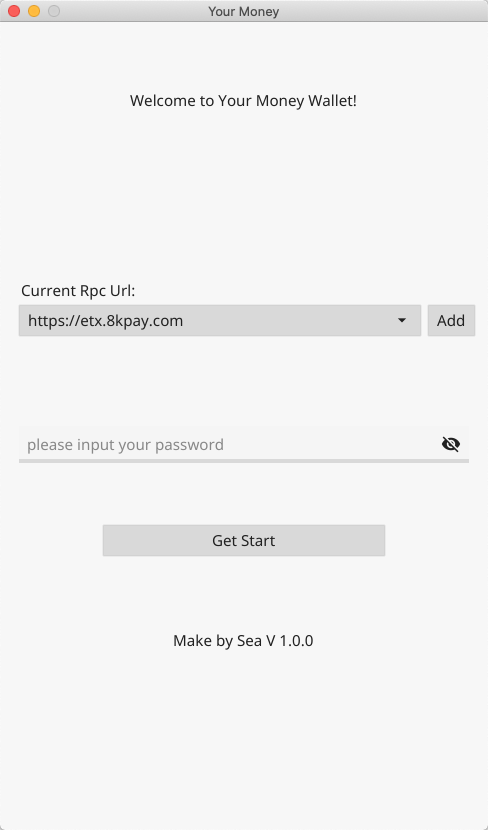 Your Money
Welcome to Your Money Wallet!
Current Rpc Url:
https://etx.8kpay.com
Add
please input your password
Get Start
Make by Sea V 1.0.0